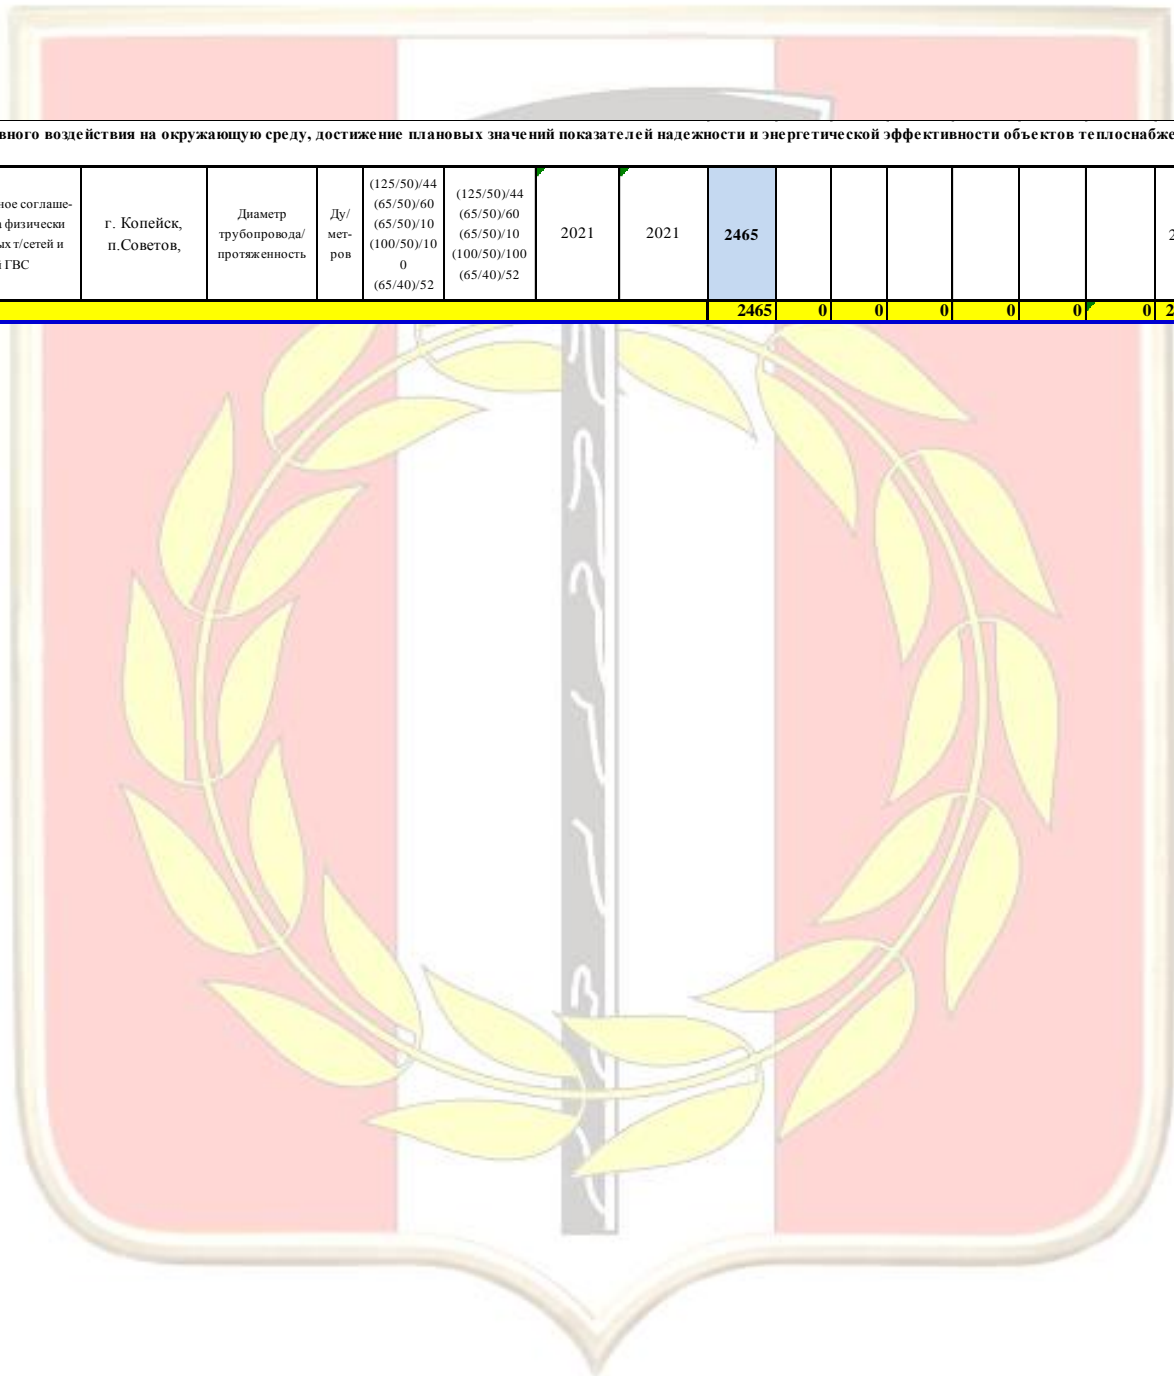 вного воздействия на окружающую среду, достижение плановых значений показателей надежности и энергетической эффективности объектов теплоснабже
ное соглаше-
физически
ых т/сетей и
ГВС
г. Копейск,
п.Советов,
Диаметр
трубопровода/
протяженность
Ду/
мет-
ров
(125/50)/44
(65/50)/60
(65/50)/10
(100/50)/10
0
(65/40)/52
(125/50)/44
(65/50)/60
(65/50)/10
(100/50)/100
(65/40)/52
2021
2021
2465
2
2465 0 0 0 0 0 0 2